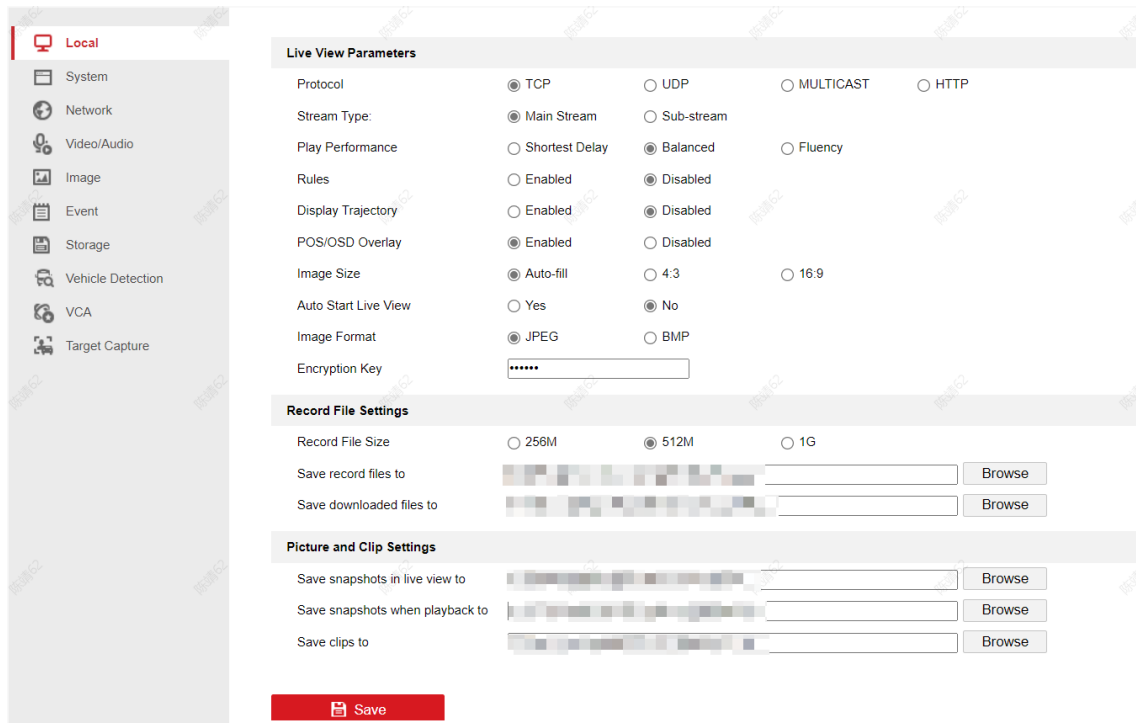 Local
System
Network
Video/Audio
Image
Event
Storage
Vehicle Detection
VCA
Target Capture
Live View Parameters
Protocol TCP UDP MULTICAST HTTP
Stream Type: Main Stream Sub-stream
Play Performance Shortest Delay Balanced Fluency
Rules Enabled Disabled
Display Trajectory Enabled Disabled
POS/OSD Overlay Enabled Disabled
Image Size Auto-fill 4:3 16:9
Auto Start Live View Yes No
Image Format JPEG BMP
Encryption Key ••••••
Record File Settings
Record File Size 256M 512M 1G
Save record files to Browse
Save downloaded files to Browse
Picture and Clip Settings
Save snapshots in live view to Browse
Save snapshots when playback to Browse
Save clips to Browse
Save